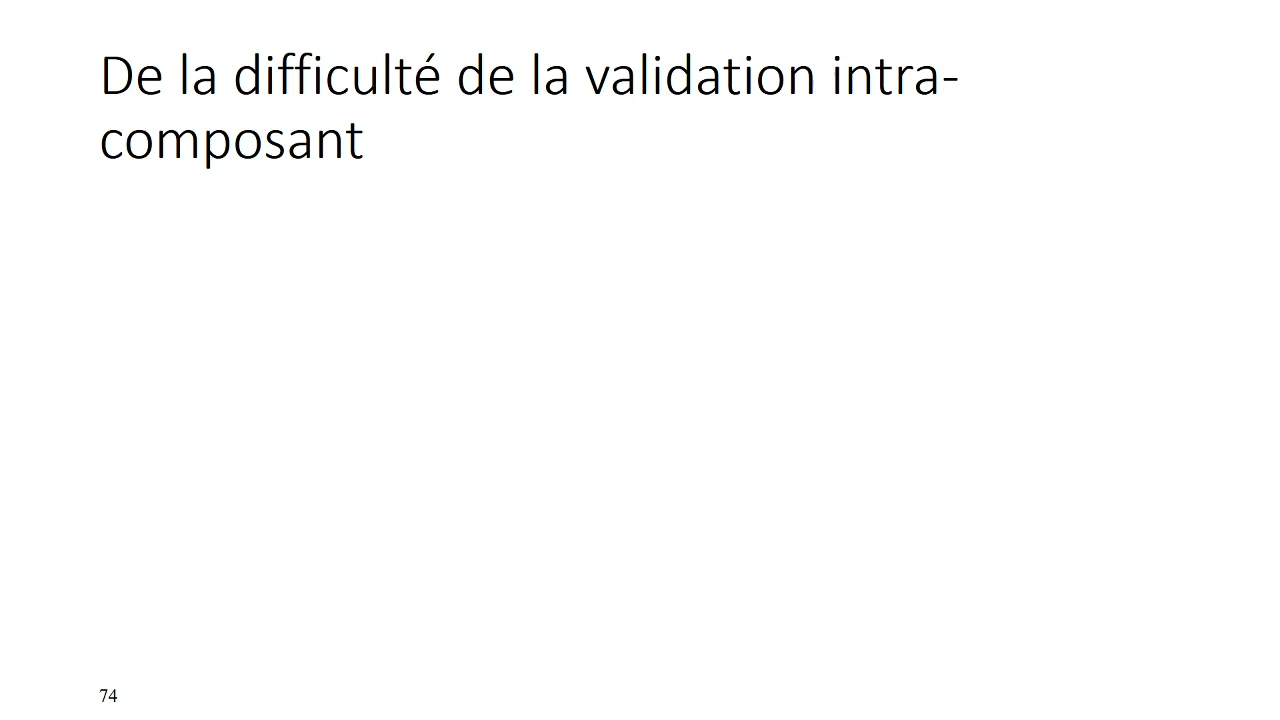 De la difficulté de la validation intra-
composant
74